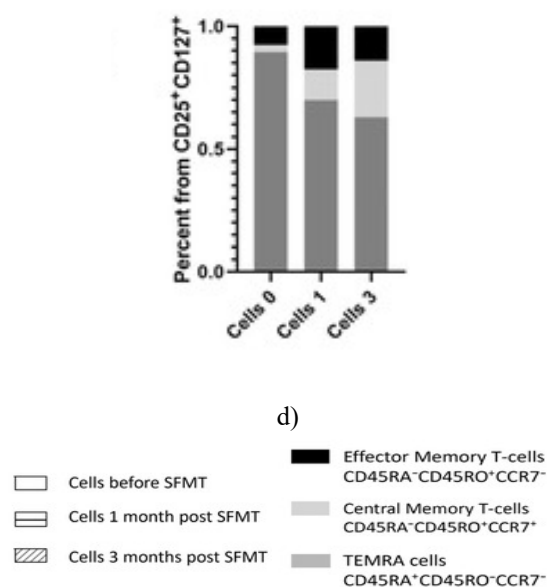 Percent from CD25⁺CD127⁺
1.0
0.5
0.0
Cells 0
Cells 1
Cells 3
d)
Cells before SFMT
Cells 1 month post SFMT
Cells 3 months post SFMT
Effector Memory T-cells
CD45RA⁻CD45RO⁺CCR7⁻
Central Memory T-cells
CD45RA⁻CD45RO⁺CCR7⁺
TEMRA cells
CD45RA⁺CD45RO⁻CCR7⁻